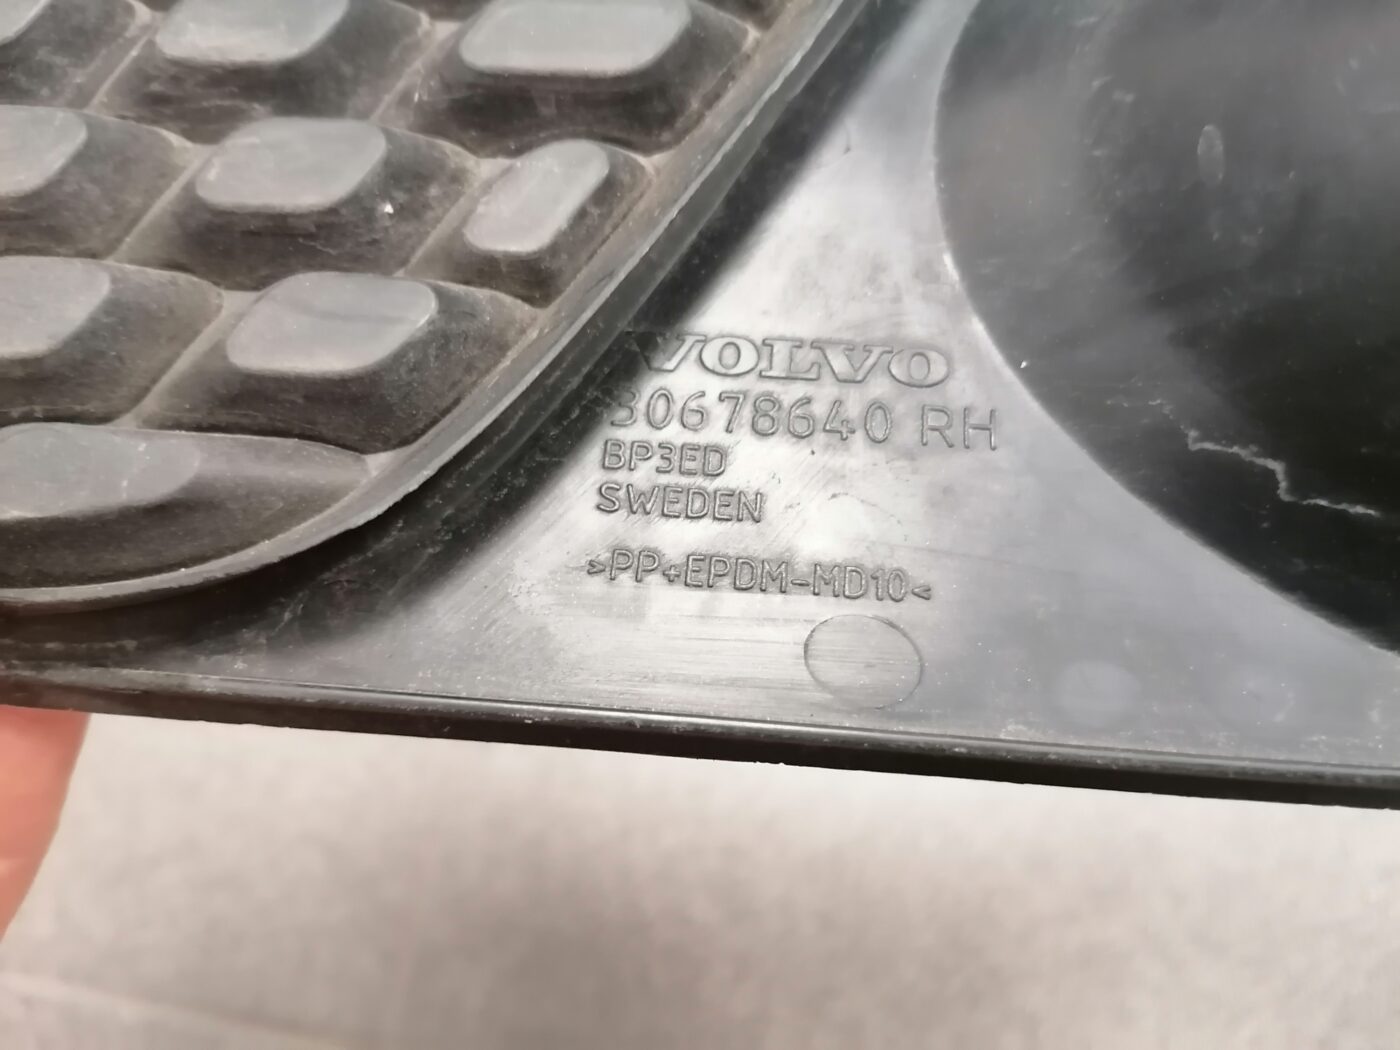 VOLVO
30678640 RH
BP3ED
SWEDEN
>PP+EPDM-MD10<